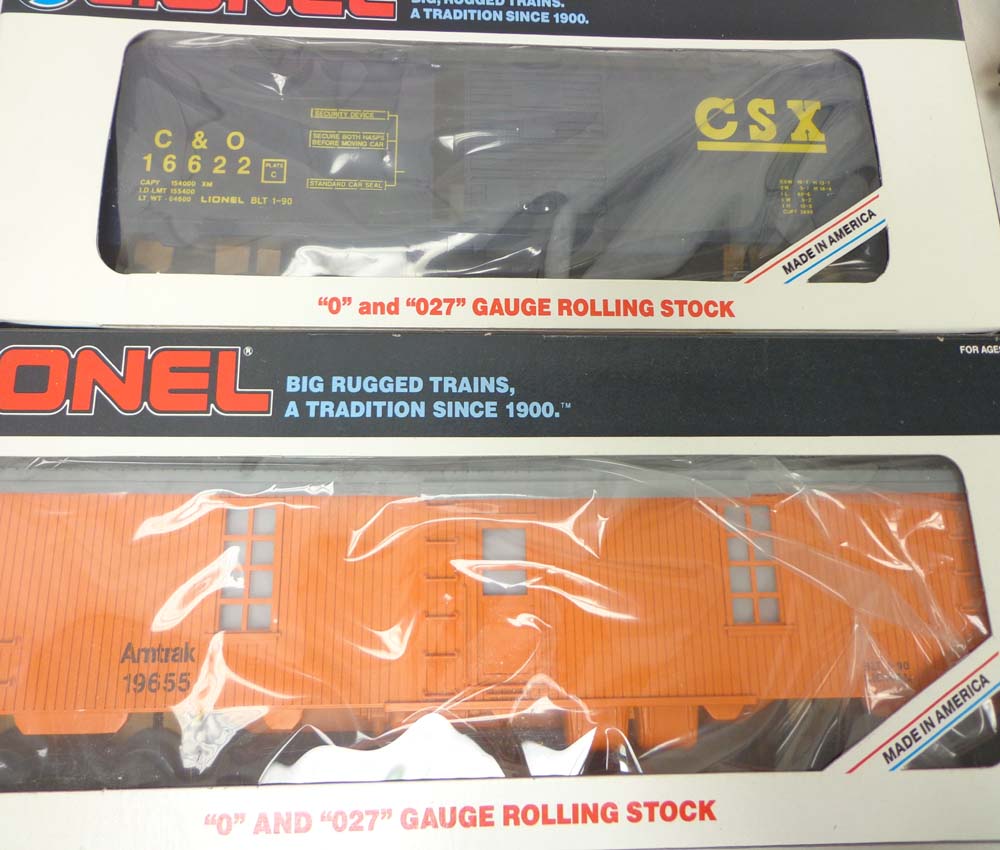 LIONEL
BIG, RUGGED TRAINS.
A TRADITION SINCE 1900.
C & O
16622
PLATE
C
CAPY 154000 XM
LD LMT 155400
LT WT 64600 LIONEL BLT 1-90
SECURITY DEVICE
SECURE BOTH HASPS
BEFORE MOVING CAR
STANDARD CAR SEAL
CSX
MADE IN AMERICA
"O" and "027" GAUGE ROLLING STOCK
ONEL®
BIG RUGGED TRAINS,
A TRADITION SINCE 1900.™
FOR AGES
Amtrak
19655
MADE IN AMERICA
"O" AND "027" GAUGE ROLLING STOCK